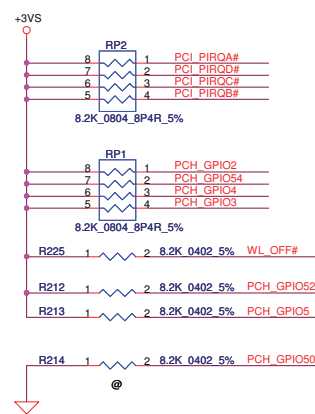 +3VS
RP2
8 1 PCI_PIRQA#
7 2 PCI_PIRQD#
6 3 PCI_PIRQC#
5 4 PCI_PIRQB#
8.2K_0804_8P4R_5%
RP1
8 1 PCH_GPIO2
7 2 PCH_GPIO54
6 3 PCH_GPIO4
5 4 PCH_GPIO3
8.2K_0804_8P4R_5%
R225 1 2 8.2K_0402_5% WL_OFF#
R212 1 2 8.2K_0402_5% PCH_GPIO52
R213 1 2 8.2K_0402_5% PCH_GPIO5
R214 1 2 8.2K_0402_5% PCH_GPIO50
@